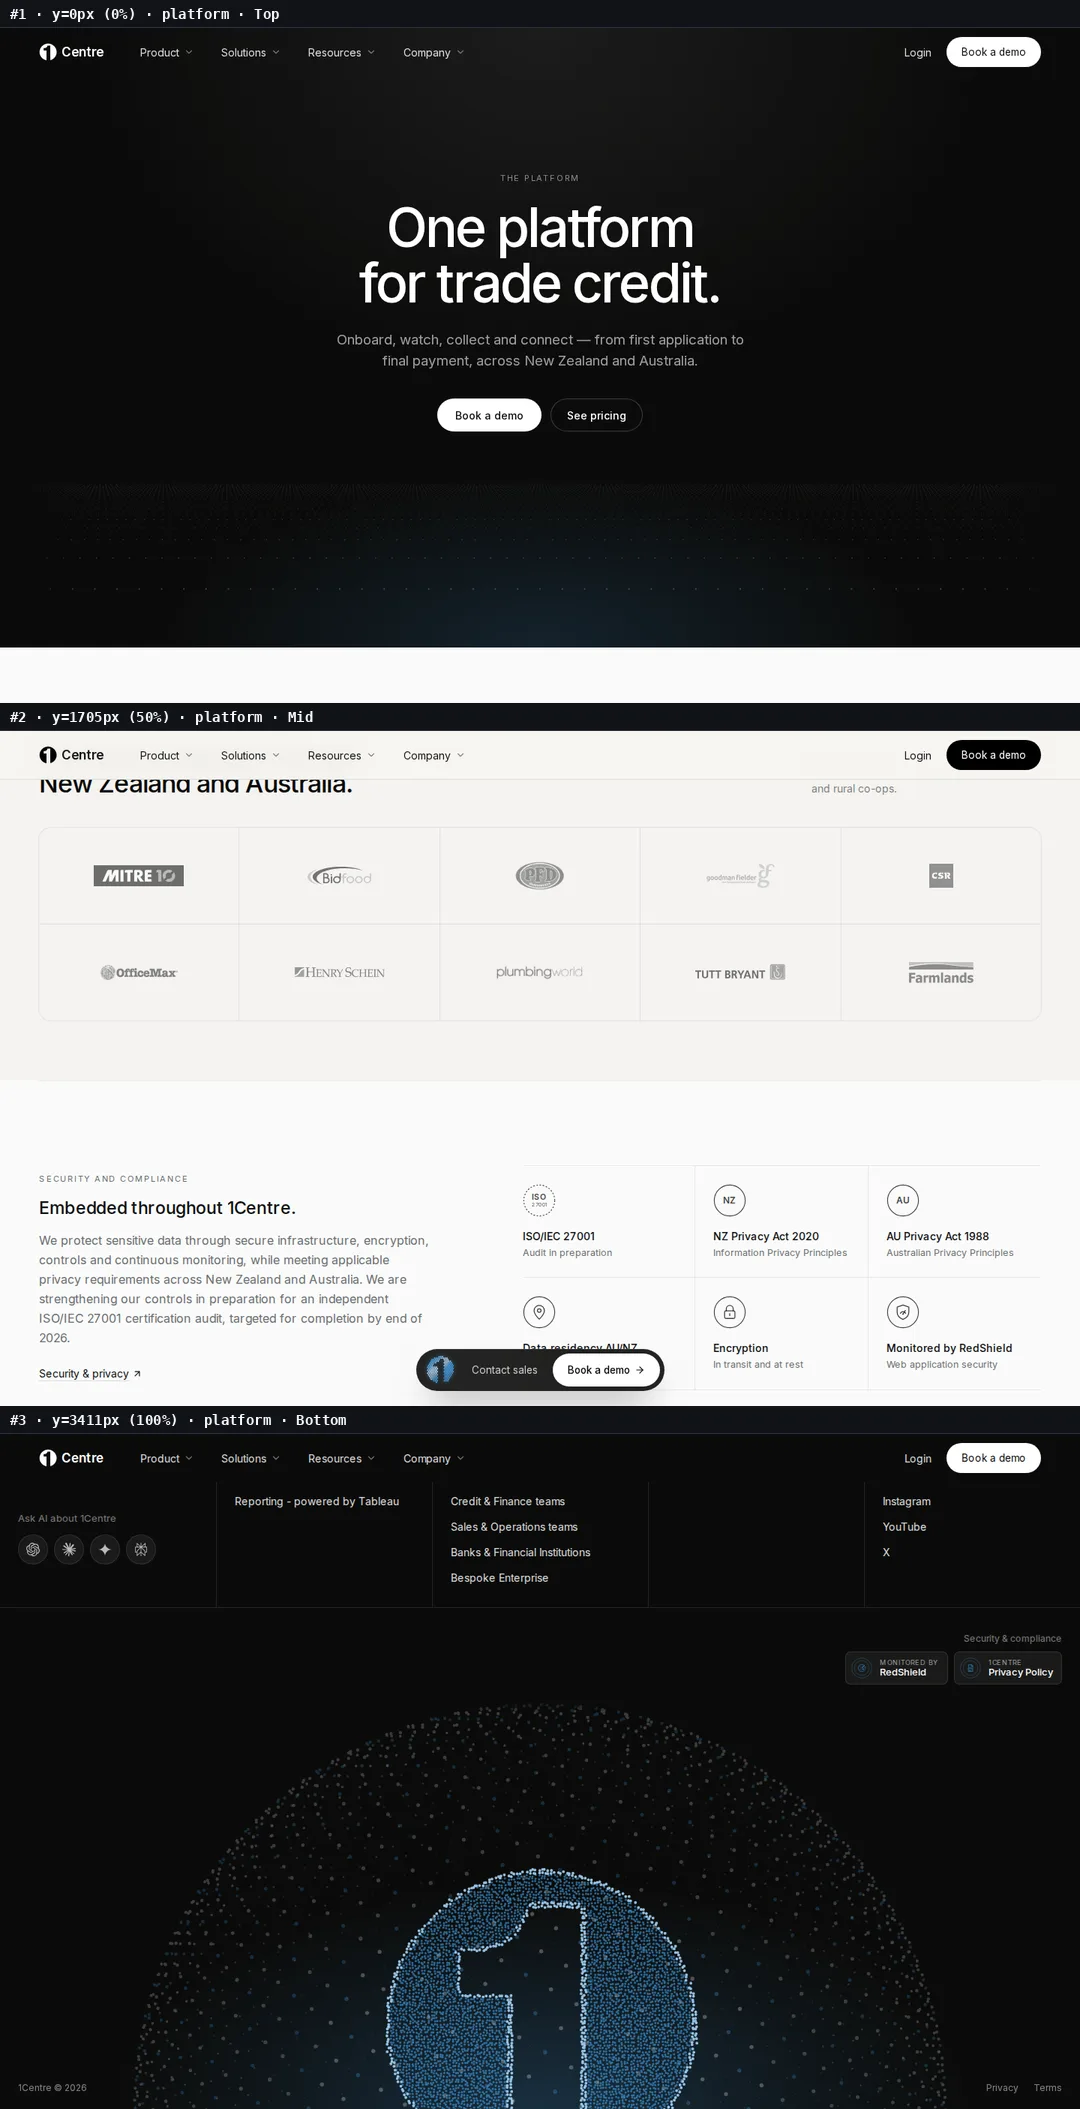 #1 · y=0px (0%) · platform · Top
1 Centre
Product
Solutions
Resources
Company
Login
Book a demo
THE PLATFORM
One platform
for trade credit.
Onboard, watch, collect and connect — from first application to
final payment, across New Zealand and Australia.
Book a demo
See pricing
#2 · y=1705px (50%) · platform · Mid
1 Centre
Product
Solutions
Resources
Company
Login
Book a demo
New Zealand and Australia.
and rural co-ops.
MITRE 10
Bidfood
PFD
goodman fielder gf
CSR
OfficeMax
HENRY SCHEIN
plumbingworld
TUTT BRYANT
Farmlands
SECURITY AND COMPLIANCE
Embedded throughout 1Centre.
We protect sensitive data through secure infrastructure, encryption,
controls and continuous monitoring, while meeting applicable
privacy requirements across New Zealand and Australia. We are
strengthening our controls in preparation for an independent
ISO/IEC 27001 certification audit, targeted for completion by end of
2026.
Security & privacy
ISO
27001
ISO/IEC 27001
Audit in preparation
NZ
NZ Privacy Act 2020
Information Privacy Principles
AU
AU Privacy Act 1988
Australian Privacy Principles
Data residency AU/NZ
Encryption
In transit and at rest
Monitored by RedShield
Web application security
Contact sales
Book a demo →
#3 · y=3411px (100%) · platform · Bottom
1 Centre
Product
Solutions
Resources
Company
Login
Book a demo
Ask AI about 1Centre
Reporting - powered by Tableau
Credit & Finance teams
Sales & Operations teams
Banks & Financial Institutions
Bespoke Enterprise
Instagram
YouTube
X
Security & compliance
MONITORED BY
RedShield
1CENTRE
Privacy Policy
1
1Centre © 2026
Privacy
Terms